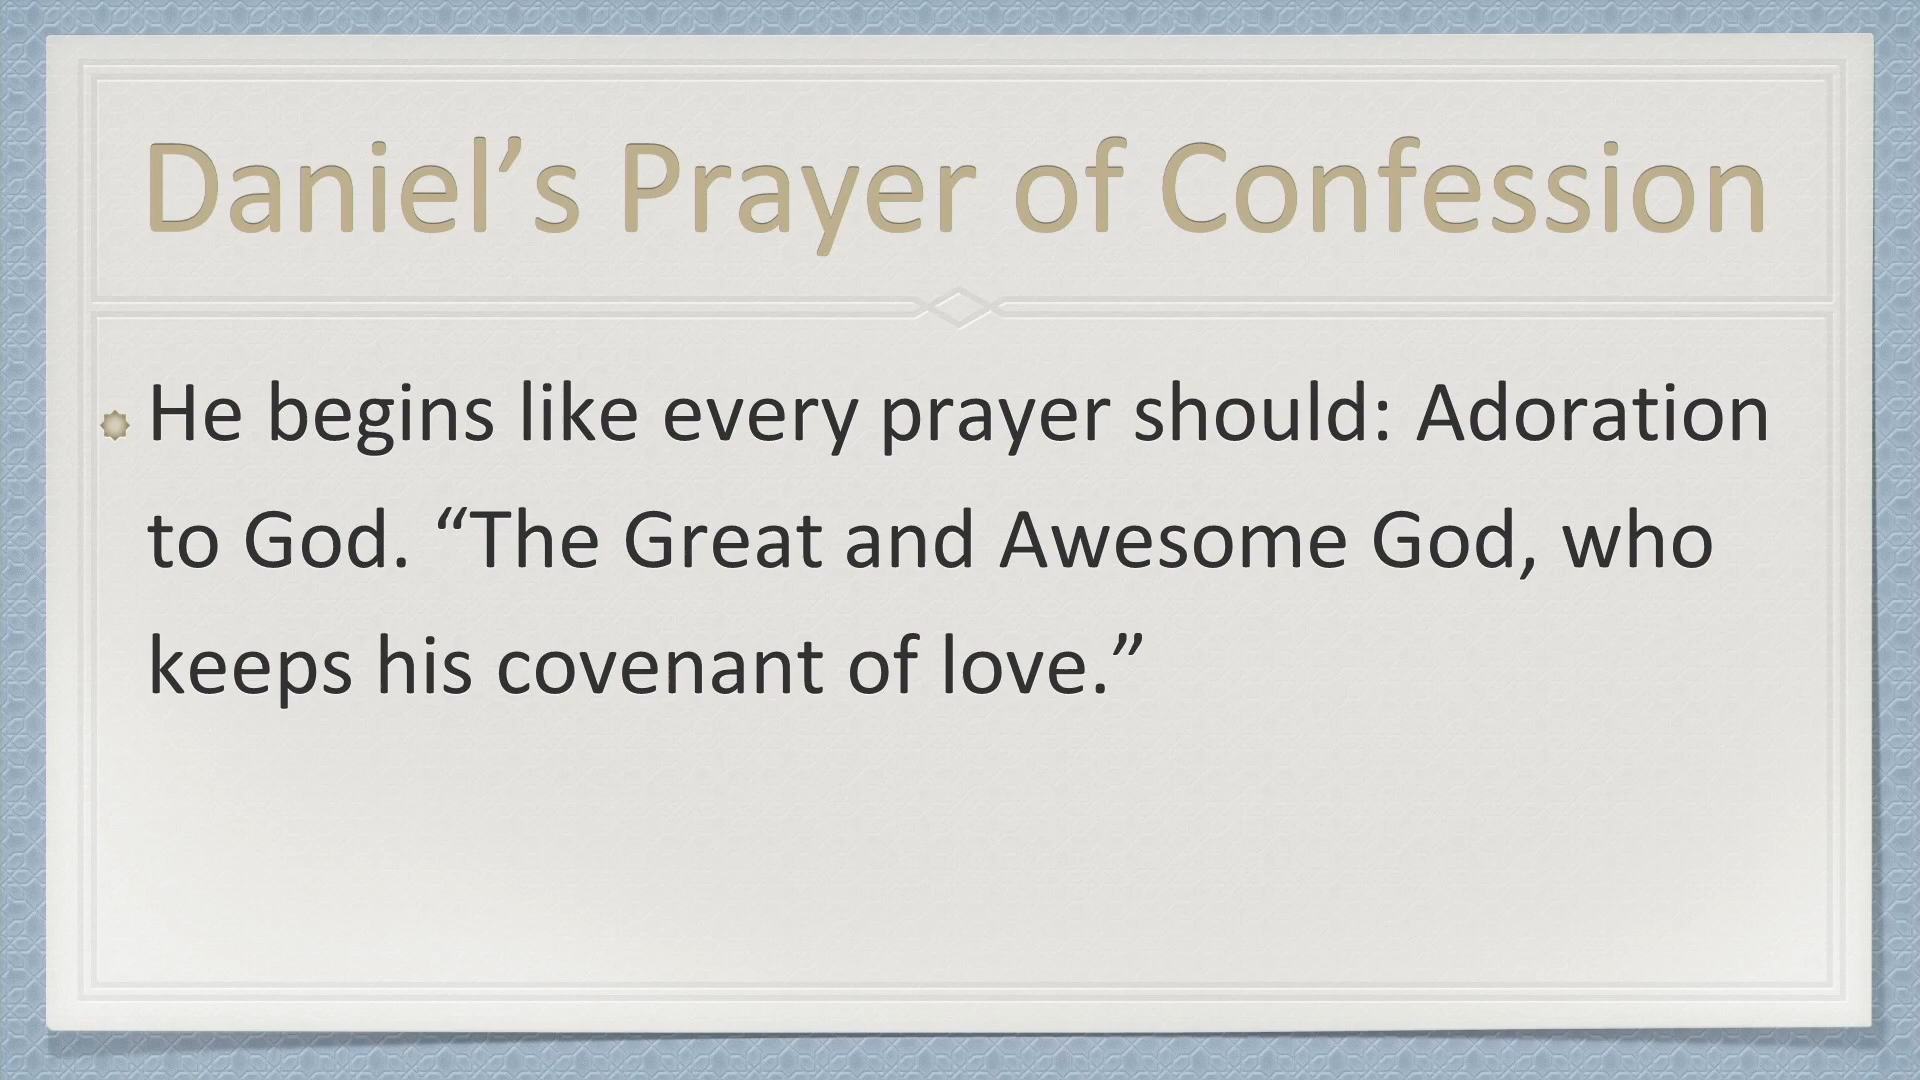 Daniel’s Prayer of Confession
He begins like every prayer should: Adoration
to God. “The Great and Awesome God, who
keeps his covenant of love.”